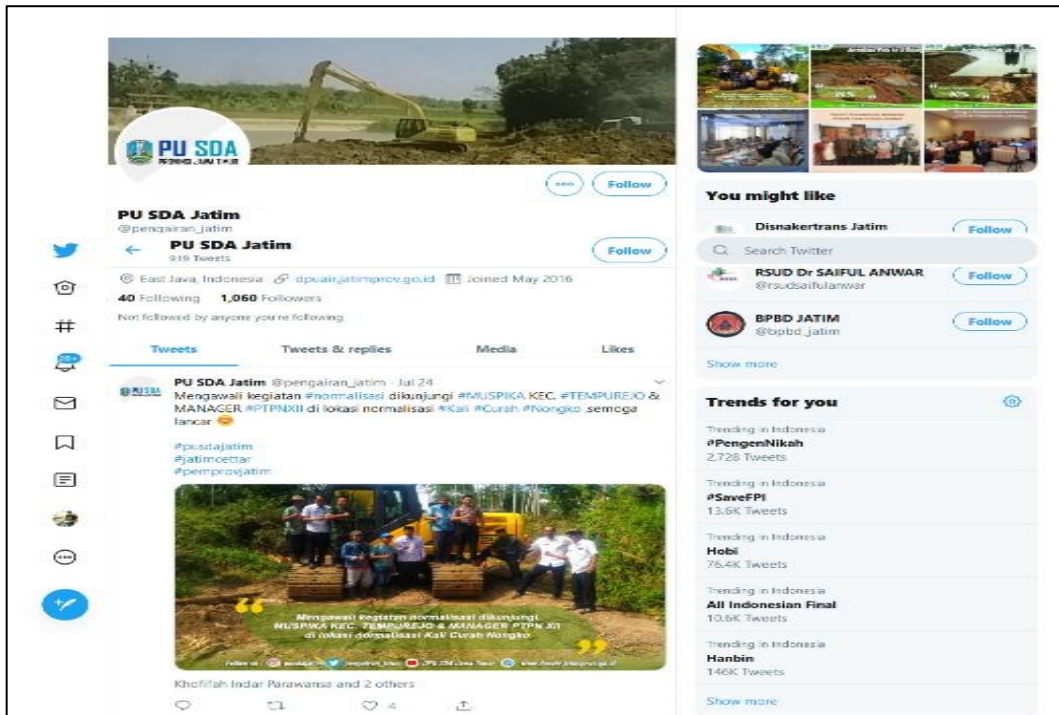 PU SDA
PROVINSI JAWA TIMUR
Follow
PU SDA Jatim
@pengairan_jatim
PU SDA Jatim
919 Tweets
Follow
East Java, Indonesia dpuair.jatimprov.go.id Joined May 2016
40 Following 1,060 Followers
Not followed by anyone you're following
Tweets Tweets & replies Media Likes
20+
PU SDA
PU SDA Jatim @pengairan_jatim · Jul 24
Mengawali kegiatan #normalisasi dikunjungi #MUSPIKA KEC. #TEMPUREJO &
MANAGER #PTPNXII di lokasi normalisasi #Kali #Curah #Nongko ,semoga
lancar
#pusdajatim
#jatimcettar
#pemprovjatim
Mengawali kegiatan normalisasi dikunjungi
MUSPIKA KEC. TEMPUREJO & MANAGER PTPN XII
di lokasi normalisasi Kali Curah Nongko
Khofifah Indar Parawansa and 2 others
4
You might like
Disnakertrans Jatim
Follow
Search Twitter
RSUD Dr SAIFUL ANWAR
@rsudsaifulanwar
Follow
BPBD JATIM
@bpbd_jatim
Follow
Show more
Trends for you
Trending in Indonesia
#PengenNikah
2,728 Tweets
Trending in Indonesia
#SaveFPI
13.6K Tweets
Trending in Indonesia
Hobi
76.4K Tweets
Trending in Indonesia
All Indonesian Final
10.6K Tweets
Trending in Indonesia
Hanbin
146K Tweets
Show more